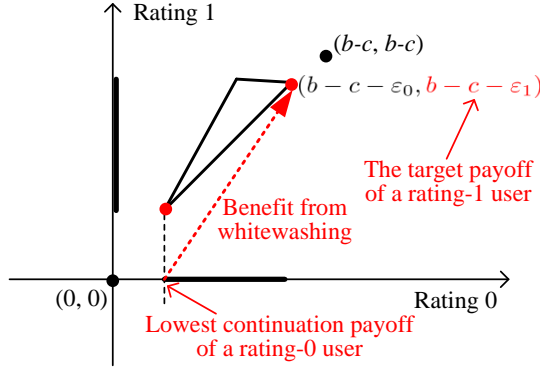 Rating 1
(b-c, b-c)
(b − c − ε₀, b − c − ε₁)
The target payoff
of a rating-1 user
Benefit from
whitewashing
(0, 0)
Rating 0
Lowest continuation payoff
of a rating-0 user